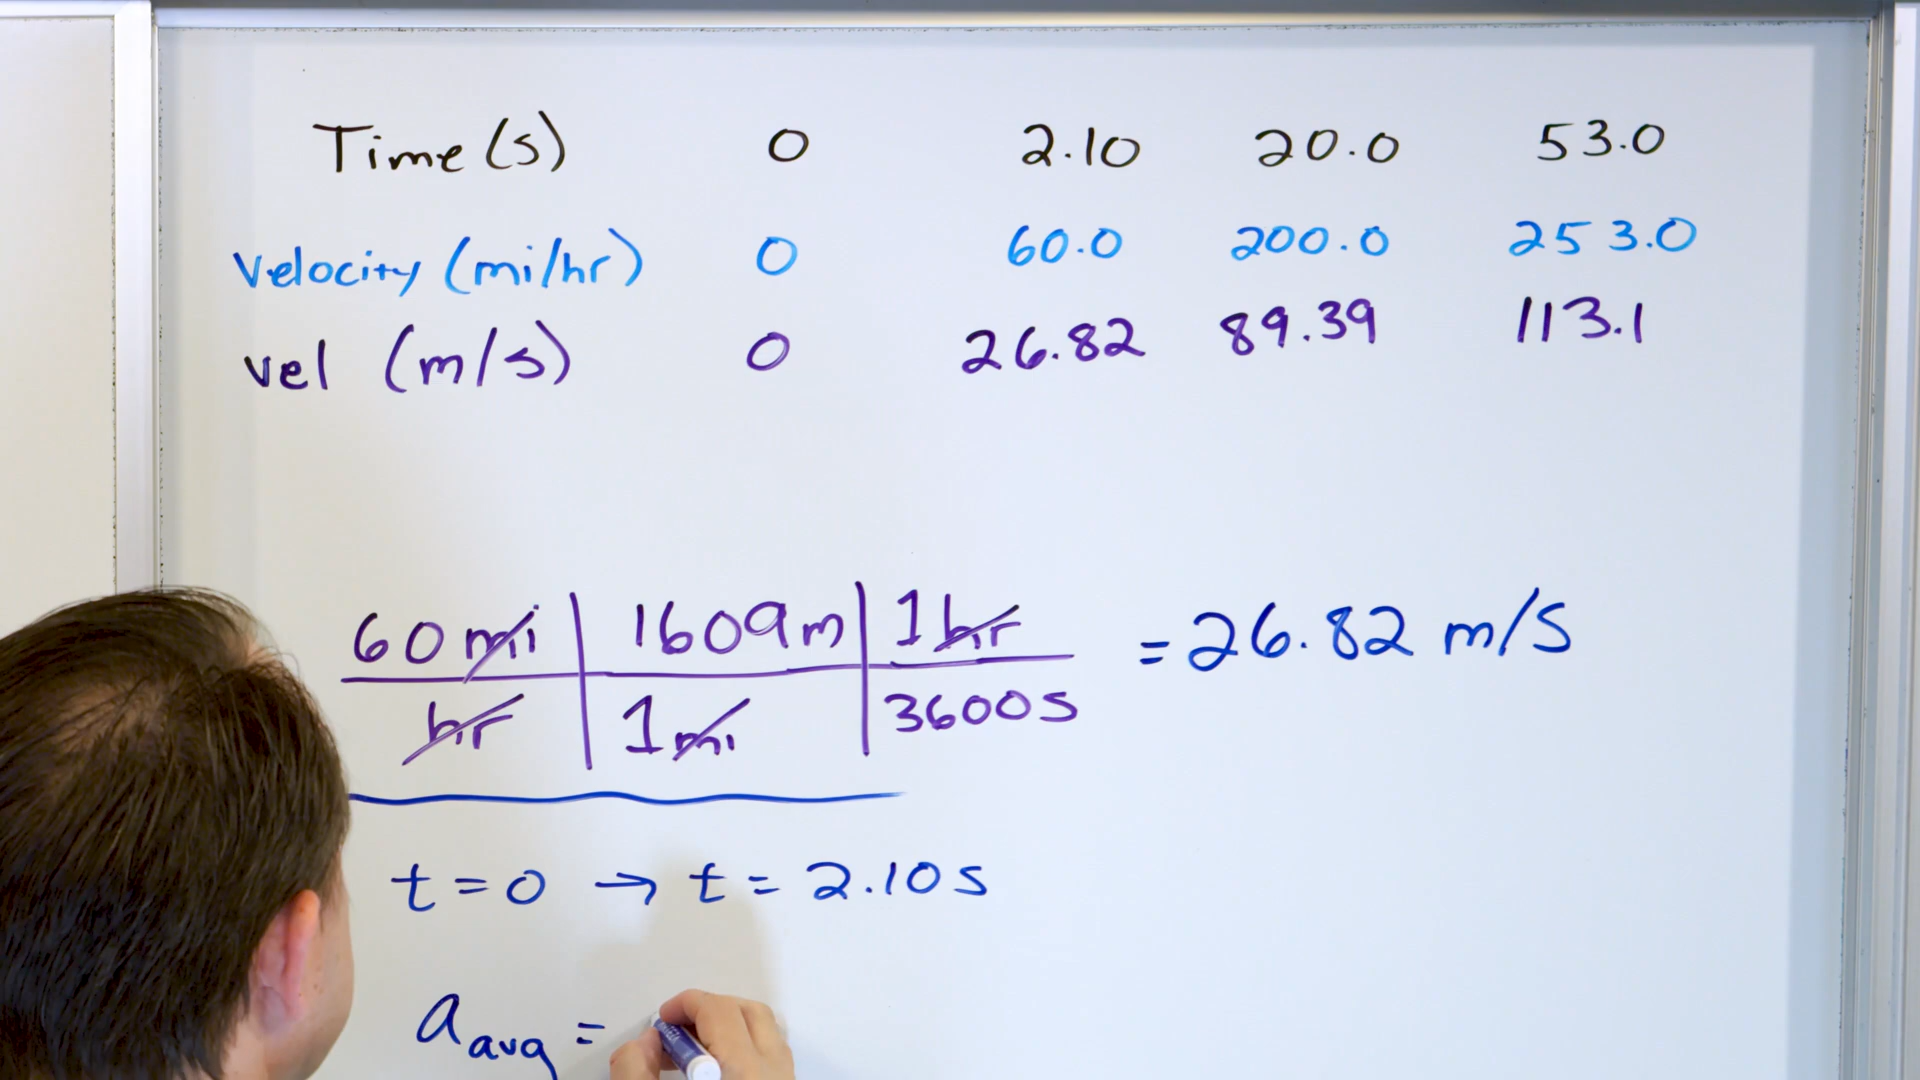 Time (s) 0 2.10 20.0 53.0
Velocity (mi/hr) 0 60.0 200.0 253.0
vel (m/s) 0 26.82 89.39 113.1
60 mi 1609 m 1 hr = 26.82 m/s
hr 1 mi 3600 s
t = 0 → t = 2.10 s
a avg =